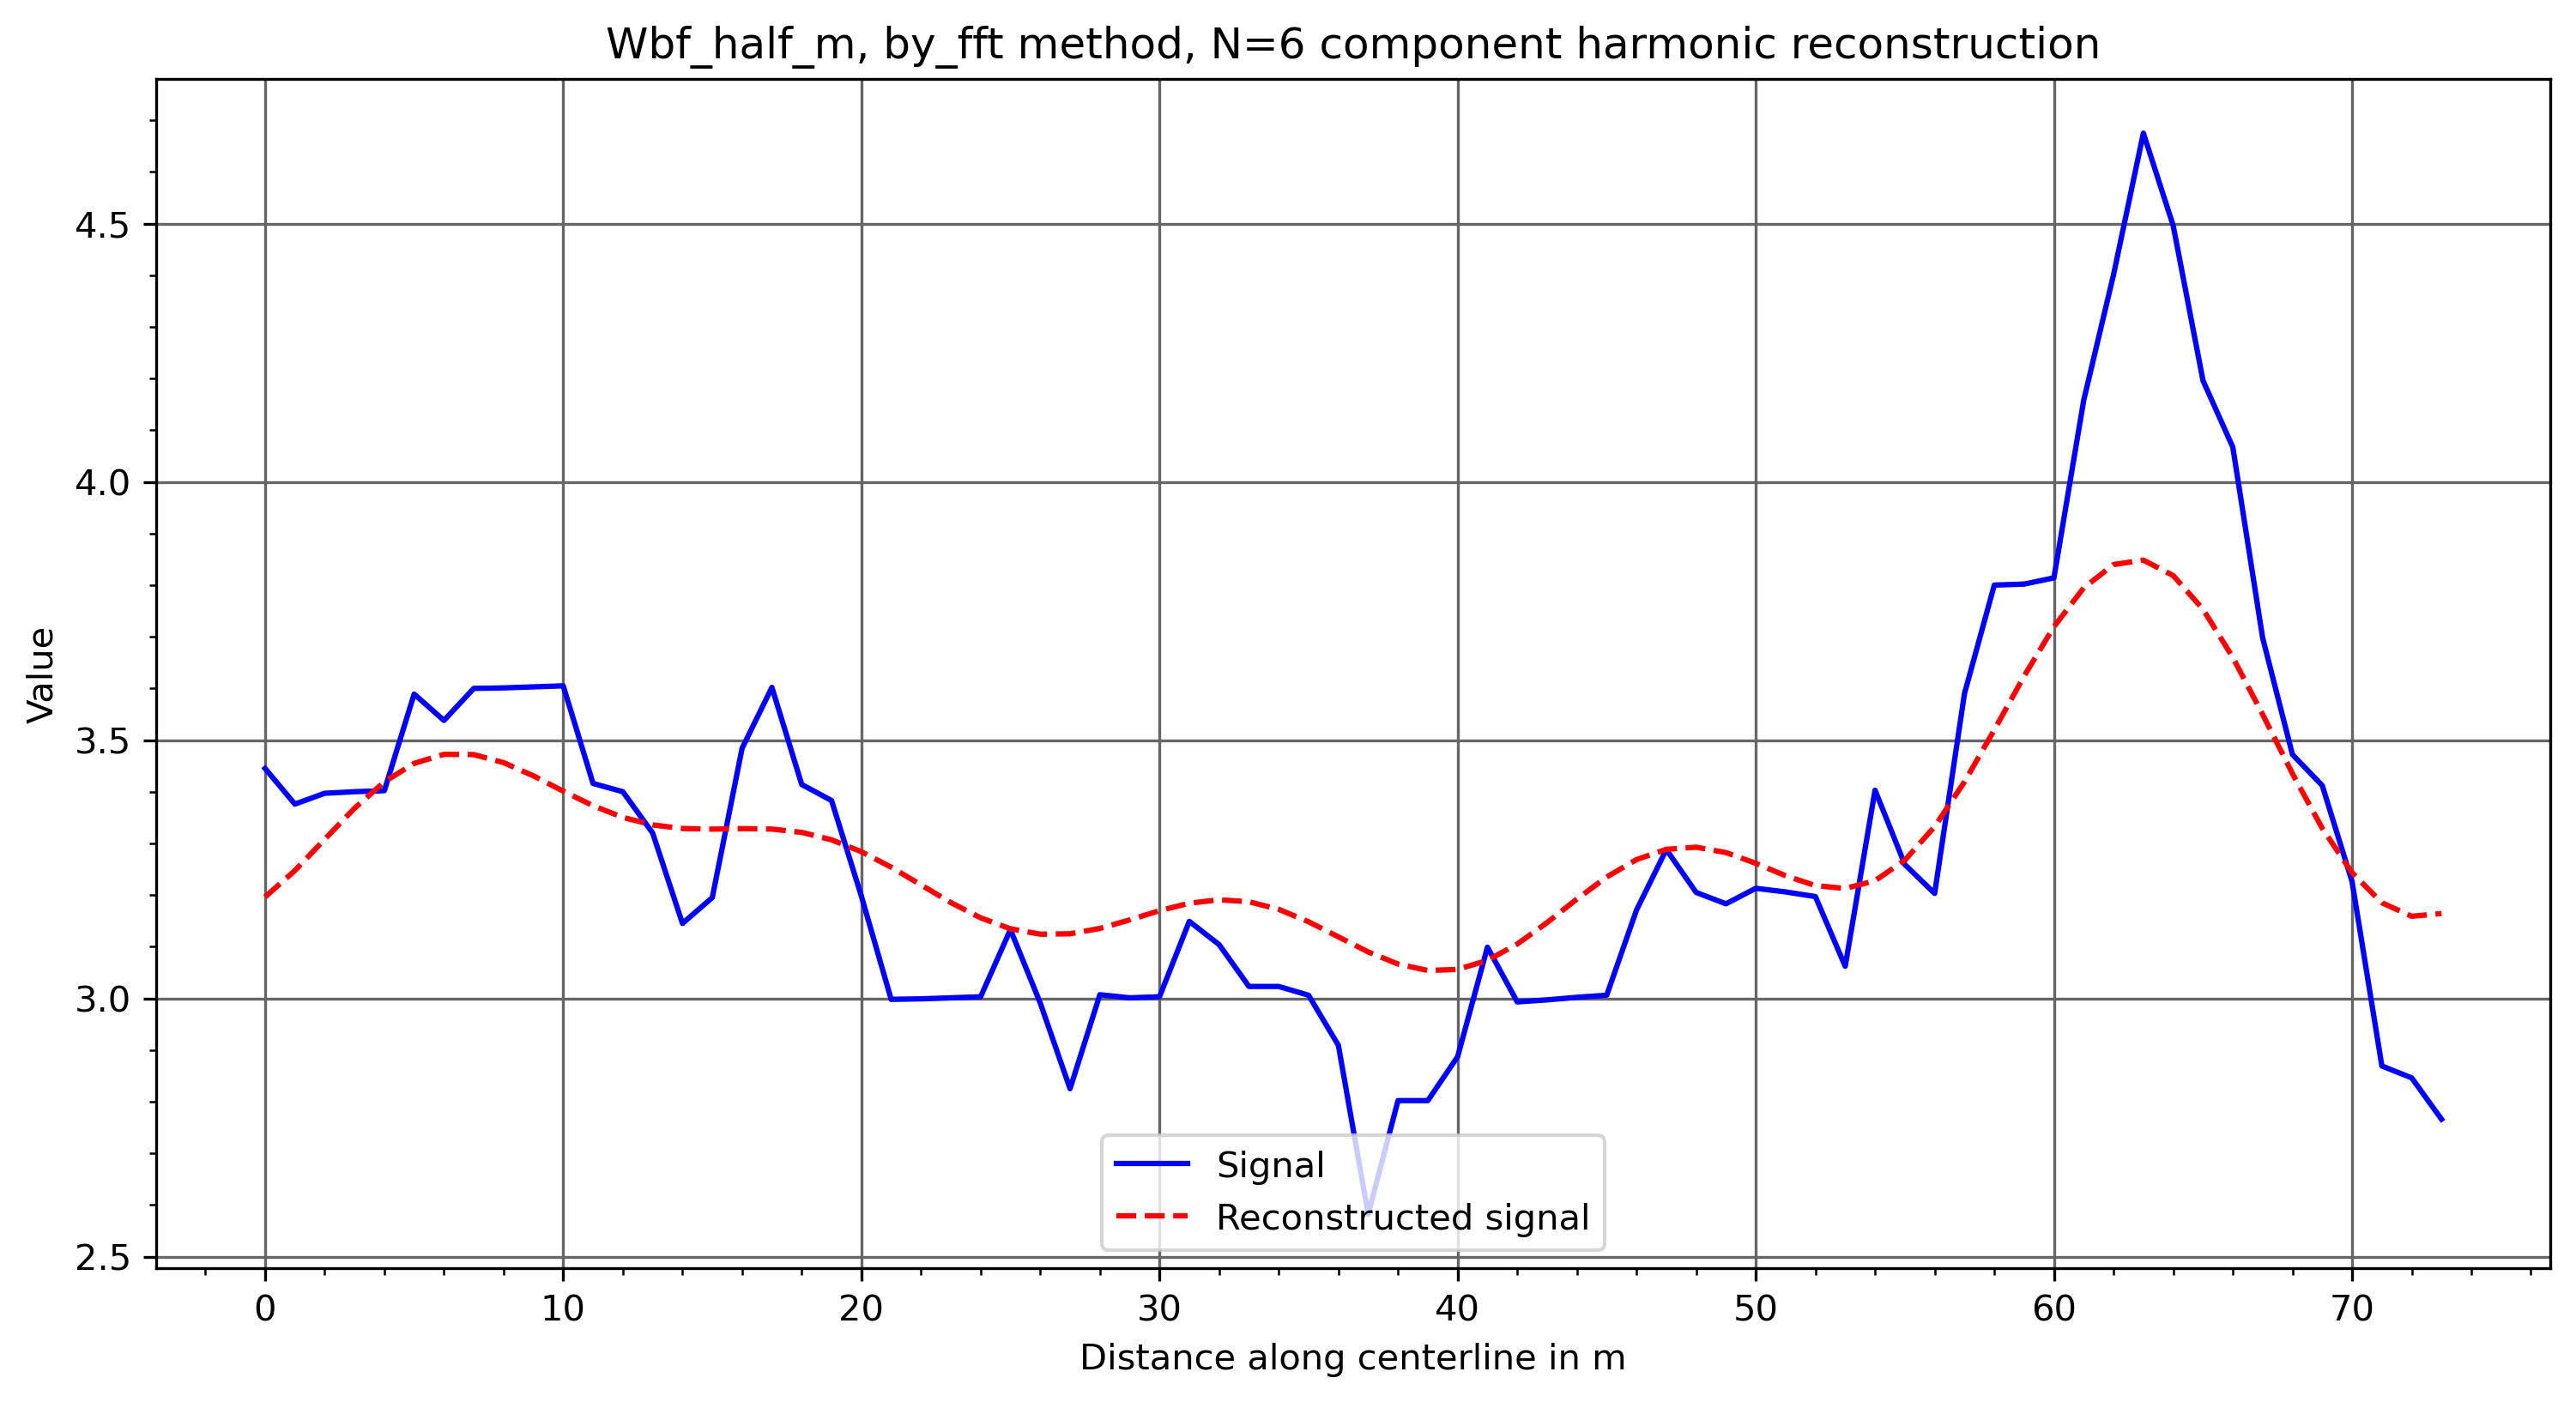 Wbf_half_m, by_fft method, N=6 component harmonic reconstruction
4.5
4.0
3.5
3.0
2.5
Value
Signal
Reconstructed signal
0 10 20 30 40 50 60 70
Distance along centerline in m